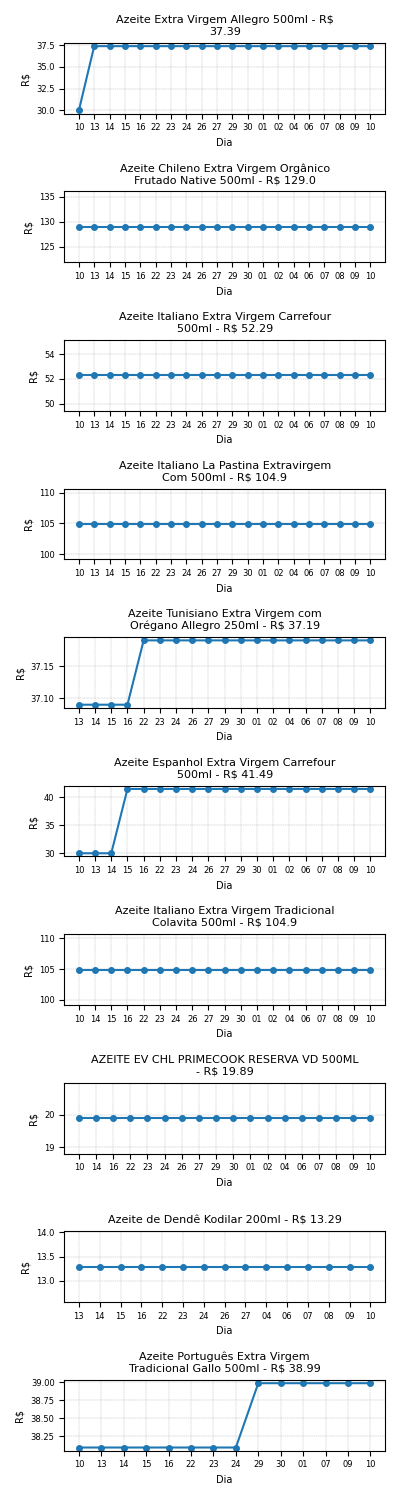 Azeite Extra Virgem Allegro 500ml - R$
37.39
37.5
35.0
32.5
30.0
R$
10 13 14 15 16 22 23 24 26 27 29 30 01 02 04 06 07 08 09 10
Dia
Azeite Chileno Extra Virgem Orgânico
Frutado Native 500ml - R$ 129.0
135
130
125
R$
10 13 14 15 16 22 23 24 26 27 29 30 01 02 04 06 07 08 09 10
Dia
Azeite Italiano Extra Virgem Carrefour
500ml - R$ 52.29
54
52
50
R$
10 13 14 15 16 22 23 24 26 27 29 30 01 02 04 06 07 08 09 10
Dia
Azeite Italiano La Pastina Extravirgem
Com 500ml - R$ 104.9
110
105
100
R$
10 13 14 15 16 22 23 24 26 27 29 30 01 02 04 06 07 08 09 10
Dia
Azeite Tunisiano Extra Virgem com
Orégano Allegro 250ml - R$ 37.19
37.15
37.10
R$
13 14 15 16 22 23 24 26 27 29 30 01 02 04 06 07 08 09 10
Dia
Azeite Espanhol Extra Virgem Carrefour
500ml - R$ 41.49
40
35
30
R$
10 13 14 15 16 22 23 24 26 27 29 30 01 02 04 06 07 09 10
Dia
Azeite Italiano Extra Virgem Tradicional
Colavita 500ml - R$ 104.9
110
105
100
R$
10 14 15 16 22 23 24 26 27 29 30 01 02 04 06 07 08 09 10
Dia
AZEITE EV CHL PRIMECOOK RESERVA VD 500ML
- R$ 19.89
20
19
R$
10 14 16 22 23 24 26 27 29 30 01 02 04 06 07 08 09 10
Dia
Azeite de Dendê Kodilar 200ml - R$ 13.29
14.0
13.5
13.0
R$
13 14 15 16 22 23 24 26 27 04 06 07 08 09 10
Dia
Azeite Português Extra Virgem
Tradicional Gallo 500ml - R$ 38.99
39.00
38.75
38.50
38.25
R$
10 13 14 15 16 22 23 24 29 30 01 07 09 10
Dia